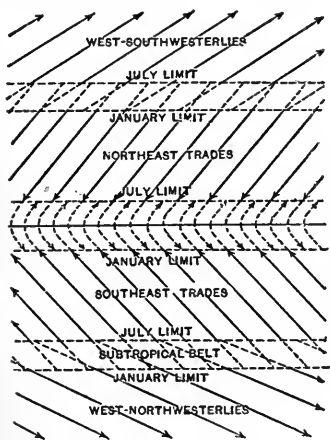 WEST-SOUTHWESTERLIES
JULY LIMIT
JANUARY LIMIT
NORTHEAST TRADES
JULY LIMIT
JANUARY LIMIT
SOUTHEAST TRADES
JULY LIMIT
SUBTROPICAL BELT
JANUARY LIMIT
WEST-NORTHWESTERLIES